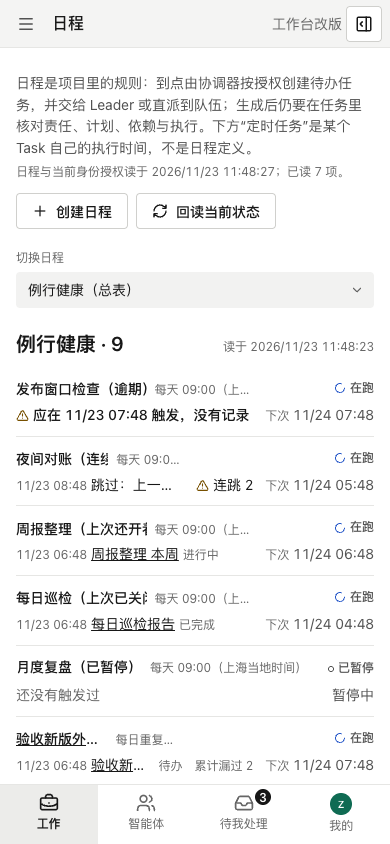 日程
工作台改版
日程是项目里的规则：到点由协调器按授权创建待办任
务，并交给 Leader 或直派到队伍；生成后仍要在任务里
核对责任、计划、依赖与执行。下方“定时任务”是某个
Task 自己的执行时间，不是日程定义。
日程与当前身份授权读于 2026/11/23 11:48:27；已读 7 项。
创建日程 回读当前状态
切换日程
例行健康（总表）
例行健康 · 9 读于 2026/11/23 11:48:23
发布窗口检查（逾期） 每天 09:00（上... 在跑
应在 11/23 07:48 触发，没有记录 下次 11/24 07:48
夜间对账（连 每天 09:0... 在跑
11/23 08:48 跳过：上一... 连跳 2 下次 11/24 05:48
周报整理（上次还开 每天 09:00（上... 在跑
11/23 06:48 周报整理 本周 进行中 下次 11/24 06:48
每日巡检（上次已关 每天 09:00（上... 在跑
11/23 06:48 每日巡检报告 已完成 下次 11/24 04:48
月度复盘（已暂停） 每天 09:00（上海当地时间） 已暂停
还没有触发过 暂停中
验收新版外... 每日重复... 在跑
11/23 06:48 验收新... 待办 累计漏过 2 下次 11/24 07:48
工作 智能体 待我处理 3 Z 我的